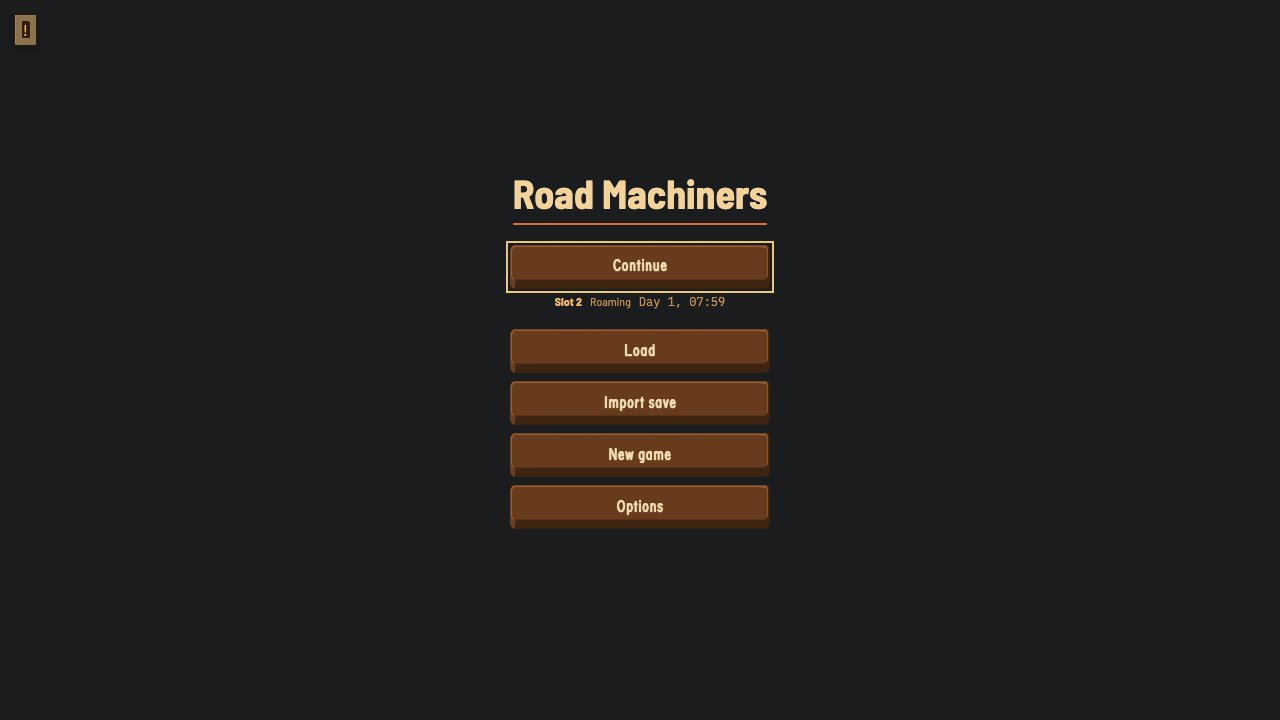 !
Road Machiners
Continue
Slot 2 Roaming Day 1, 07:59
Load
Import save
New game
Options